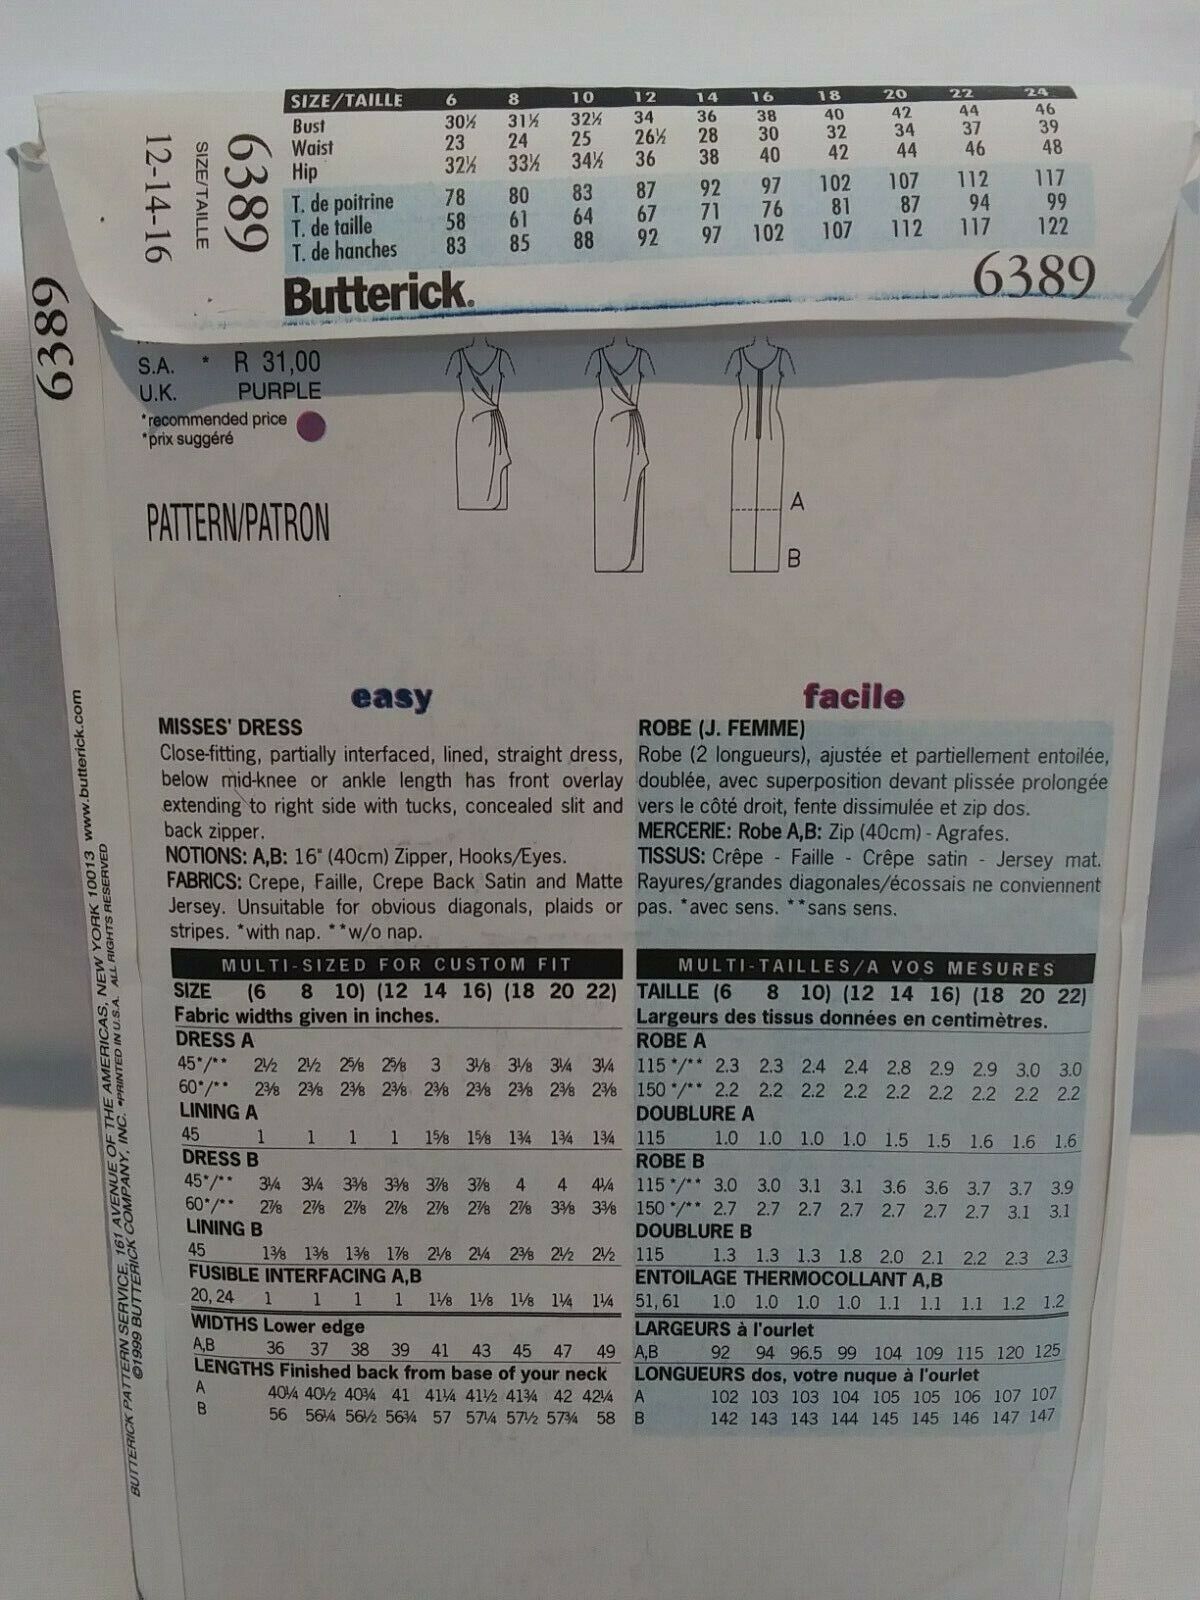 SIZE/TAILLE 6 8 10 12 14 16 18 20 22 24
Bust 30½ 31½ 32½ 34 36 38 40 42 44 46
Waist 23 24 25 26½ 28 30 32 34 37 39
Hip 32½ 33½ 34½ 36 38 40 42 44 46 48
T. de poitrine 78 80 83 87 92 97 102 107 112 117
T. de taille 58 61 64 67 71 76 81 87 94 99
T. de hanches 83 85 88 92 97 102 107 112 117 122
Butterick. 6389
6389
SIZE/TAILLE
12-14-16
6389
S.A. * R 31,00
U.K. PURPLE
*recommended price
*prix suggéré
PATTERN/PATRON
A
B
easy
MISSES' DRESS
Close-fitting, partially interfaced, lined, straight dress,
below mid-knee or ankle length has front overlay
extending to right side with tucks, concealed slit and
back zipper.
NOTIONS: A,B: 16" (40cm) Zipper, Hooks/Eyes.
FABRICS: Crepe, Faille, Crepe Back Satin and Matte
Jersey. Unsuitable for obvious diagonals, plaids or
stripes. *with nap. **w/o nap.
MULTI-SIZED FOR CUSTOM FIT
SIZE (6 8 10) (12 14 16) (18 20 22)
Fabric widths given in inches.
DRESS A
45*/** 2½ 2½ 2⅝ 2⅝ 3 3⅛ 3⅛ 3¼ 3¼
60*/** 2⅜ 2⅜ 2⅜ 2⅜ 2⅜ 2⅜ 2⅜ 2⅜ 2⅜
LINING A
45 1 1 1 1 1⅝ 1⅝ 1¾ 1¾ 1¾
DRESS B
45*/** 3¼ 3¼ 3⅜ 3⅜ 3⅞ 3⅞ 4 4 4¼
60*/** 2⅞ 2⅞ 2⅞ 2⅞ 2⅞ 2⅞ 2⅞ 3⅜ 3⅜
LINING B
45 1⅜ 1⅜ 1⅜ 1⅞ 2⅛ 2¼ 2⅜ 2½ 2½
FUSIBLE INTERFACING A,B
20, 24 1 1 1 1 1⅛ 1⅛ 1⅛ 1¼ 1¼
WIDTHS Lower edge
A,B 36 37 38 39 41 43 45 47 49
LENGTHS Finished back from base of your neck
A 40¼ 40½ 40¾ 41 41¼ 41½ 41¾ 42 42¼
B 56 56¼ 56½ 56¾ 57 57¼ 57½ 57¾ 58
facile
ROBE (J. FEMME)
Robe (2 longueurs), ajustée et partiellement entoilée,
doublée, avec superposition devant plissée prolongée
vers le côté droit, fente dissimulée et zip dos.
MERCERIE: Robe A,B: Zip (40cm) - Agrafes.
TISSUS: Crêpe - Faille - Crêpe satin - Jersey mat.
Rayures/grandes diagonales/écossais ne conviennent
pas. *avec sens. **sans sens.
MULTI-TAILLES/A VOS MESURES
TAILLE (6 8 10) (12 14 16) (18 20 22)
Largeurs des tissus données en centimètres.
ROBE A
115 */** 2.3 2.3 2.4 2.4 2.8 2.9 2.9 3.0 3.0
150 */** 2.2 2.2 2.2 2.2 2.2 2.2 2.2 2.2 2.2
DOUBLURE A
115 1.0 1.0 1.0 1.0 1.5 1.5 1.6 1.6 1.6
ROBE B
115 */** 3.0 3.0 3.1 3.1 3.6 3.6 3.7 3.7 3.9
150 */** 2.7 2.7 2.7 2.7 2.7 2.7 2.7 3.1 3.1
DOUBLURE B
115 1.3 1.3 1.3 1.8 2.0 2.1 2.2 2.3 2.3
ENTOILAGE THERMOCOLLANT A,B
51, 61 1.0 1.0 1.0 1.0 1.1 1.1 1.1 1.2 1.2
LARGEURS à l'ourlet
A,B 92 94 96.5 99 104 109 115 120 125
LONGUEURS dos, votre nuque à l'ourlet
A 102 103 103 104 105 105 106 107 107
B 142 143 143 144 145 145 146 147 147
BUTTERICK PATTERN SERVICE, 161 AVENUE OF THE AMERICAS, NEW YORK 10013 www.butterick.com
©1999 BUTTERICK COMPANY, INC. *PRINTED IN U.S.A. ALL RIGHTS RESERVED